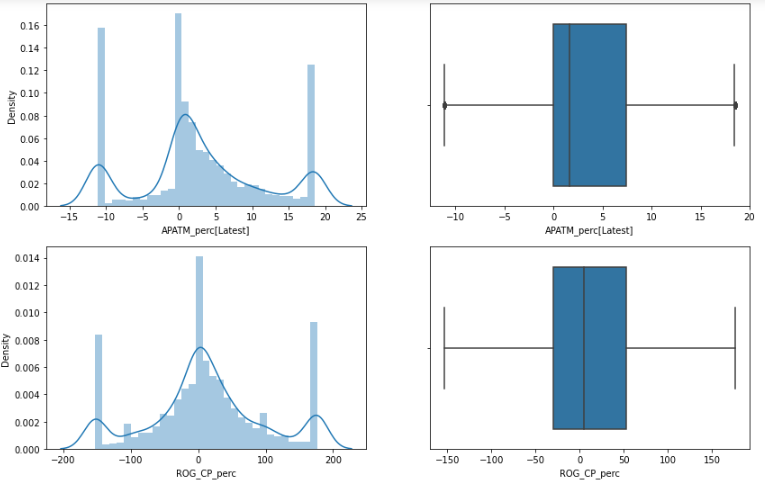 0.16
0.14
0.12
0.10
0.08
0.06
0.04
0.02
0.00
Density
−15 −10 −5 0 5 10 15 20 25
APATM_perc[Latest]
−10 −5 0 5 10 15 20
APATM_perc[Latest]
0.014
0.012
0.010
0.008
0.006
0.004
0.002
0.000
Density
−200 −100 0 100 200
ROG_CP_perc
−150 −100 −50 0 50 100 150
ROG_CP_perc